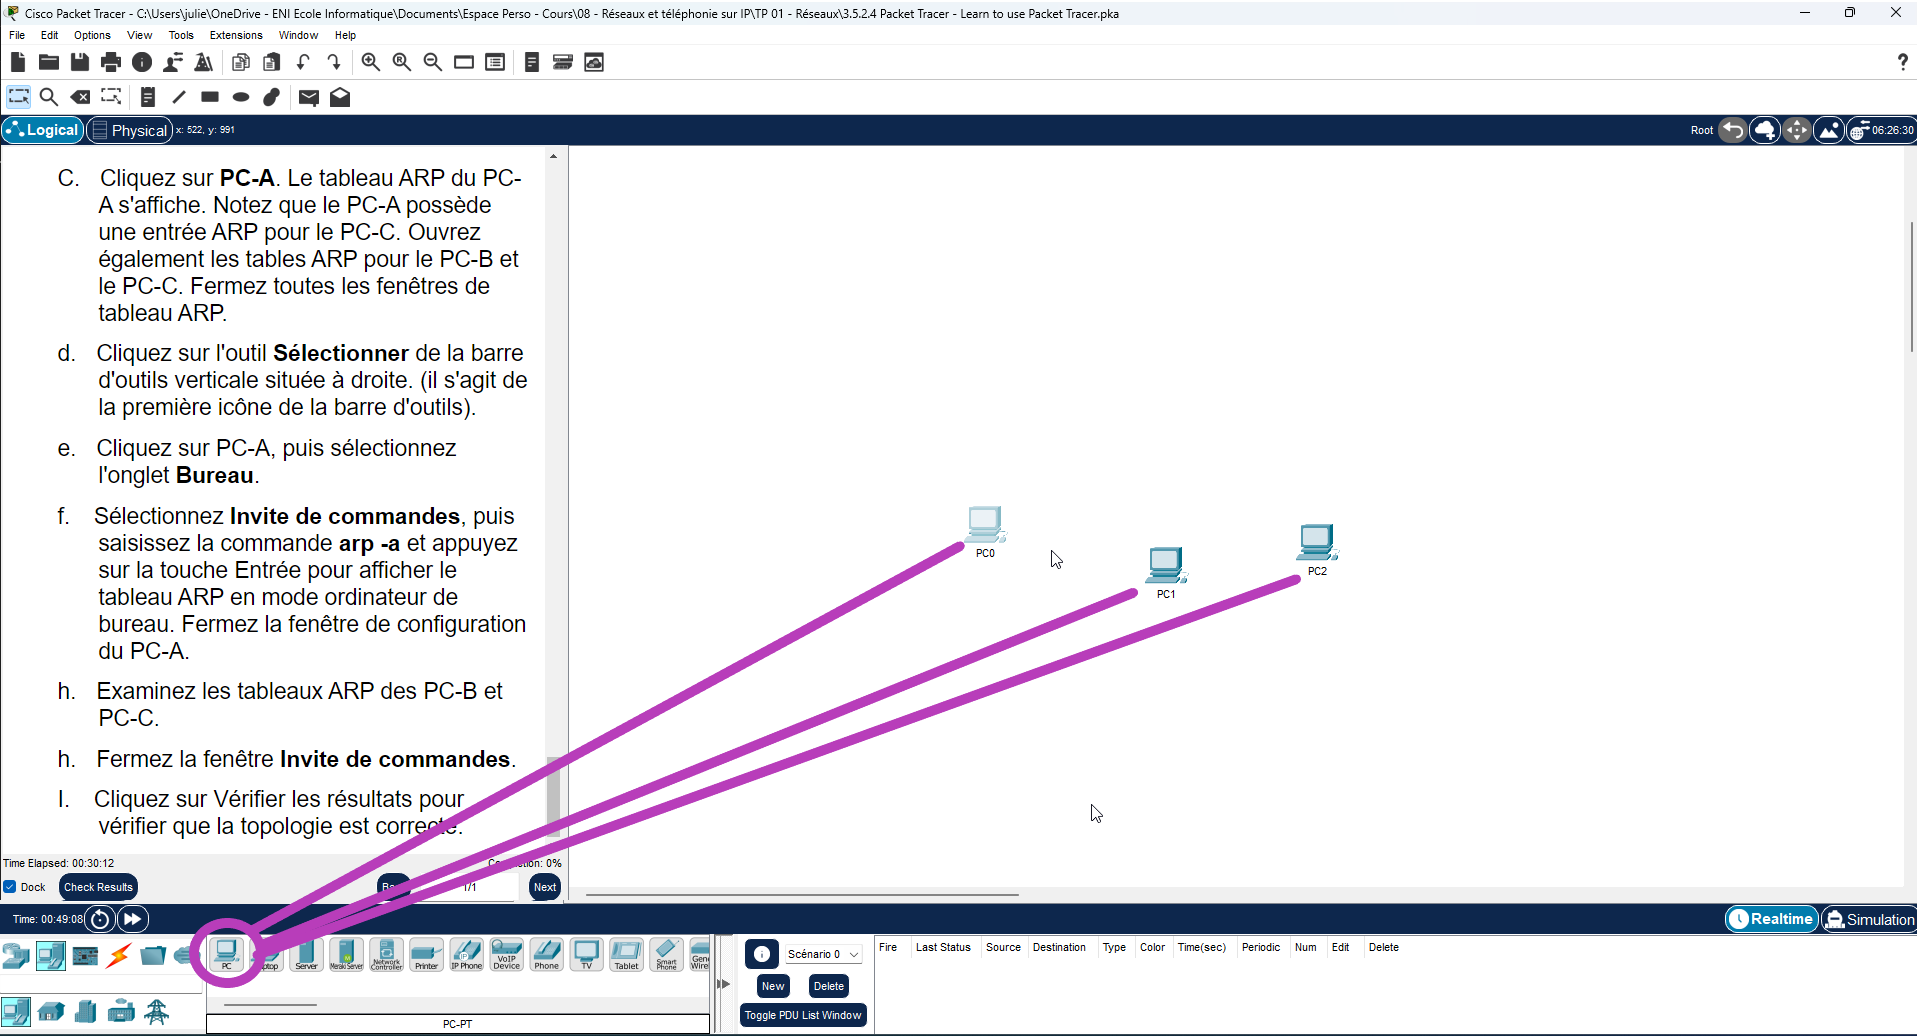 Cisco Packet Tracer - C:\Users\julie\OneDrive - ENI Ecole Informatique\Documents\Espace Perso - Cours\08 - Réseaux et téléphonie sur IP\TP 01 - Réseaux\3.5.2.4 Packet Tracer - Learn to use Packet Tracer.pka
File Edit Options View Tools Extensions Window Help
Logical Physical x: 522, y: 991 Root 06:26:30
C. Cliquez sur PC-A. Le tableau ARP du PC-
A s'affiche. Notez que le PC-A possède
une entrée ARP pour le PC-C. Ouvrez
également les tables ARP pour le PC-B et
le PC-C. Fermez toutes les fenêtres de
tableau ARP.
d. Cliquez sur l'outil Sélectionner de la barre
d'outils verticale située à droite. (il s'agit de
la première icône de la barre d'outils).
e. Cliquez sur PC-A, puis sélectionnez
l'onglet Bureau.
f. Sélectionnez Invite de commandes, puis
saisissez la commande arp -a et appuyez
sur la touche Entrée pour afficher le
tableau ARP en mode ordinateur de
bureau. Fermez la fenêtre de configuration
du PC-A.
h. Examinez les tableaux ARP des PC-B et
PC-C.
h. Fermez la fenêtre Invite de commandes.
I. Cliquez sur Vérifier les résultats pour
vérifier que la topologie est correcte.
PC0
PC1
PC2
Time Elapsed: 00:30:12 0%
Dock Check Results 1/1 Next
Time: 00:49:08 Realtime Simulation
PC Server Meraki Server Network Controller Printer IP Phone VoIP Device Phone TV Tablet Smart Phone
PC-PT
Scénario 0
New Delete
Toggle PDU List Window
Fire Last Status Source Destination Type Color Time(sec) Periodic Num Edit Delete